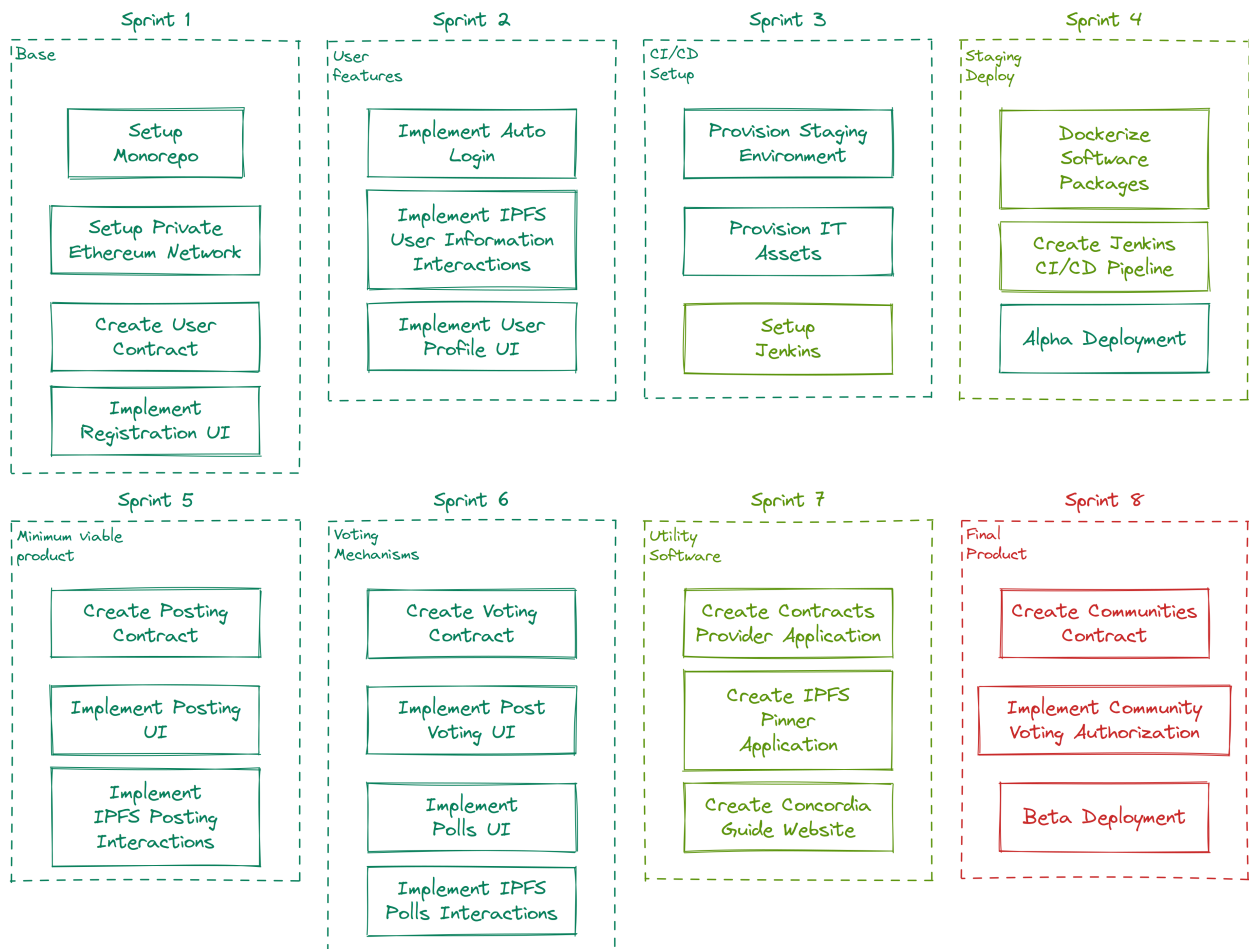 Sprint 1
Base
Setup
Monorepo
Setup Private
Ethereum Network
Create User
Contract
Implement
Registration UI
Sprint 2
User
features
Implement Auto
Login
Implement IPFS
User Information
Interactions
Implement User
Profile UI
Sprint 3
CI/CD
Setup
Provision Staging
Environment
Provision IT
Assets
Setup
Jenkins
Sprint 4
Staging
Deploy
Dockerize
Software
Packages
Create Jenkins
CI/CD Pipeline
Alpha Deployment
Sprint 5
Minimum viable
product
Create Posting
Contract
Implement Posting
UI
Implement
IPFS Posting
Interactions
Sprint 6
Voting
Mechanisms
Create Voting
Contract
Implement Post
Voting UI
Implement
Polls UI
Implement IPFS
Polls Interactions
Sprint 7
Utility
Software
Create Contracts
Provider Application
Create IPFS
Pinner
Application
Create Concordia
Guide Website
Sprint 8
Final
Product
Create Communities
Contract
Implement Community
Voting Authorization
Beta Deployment